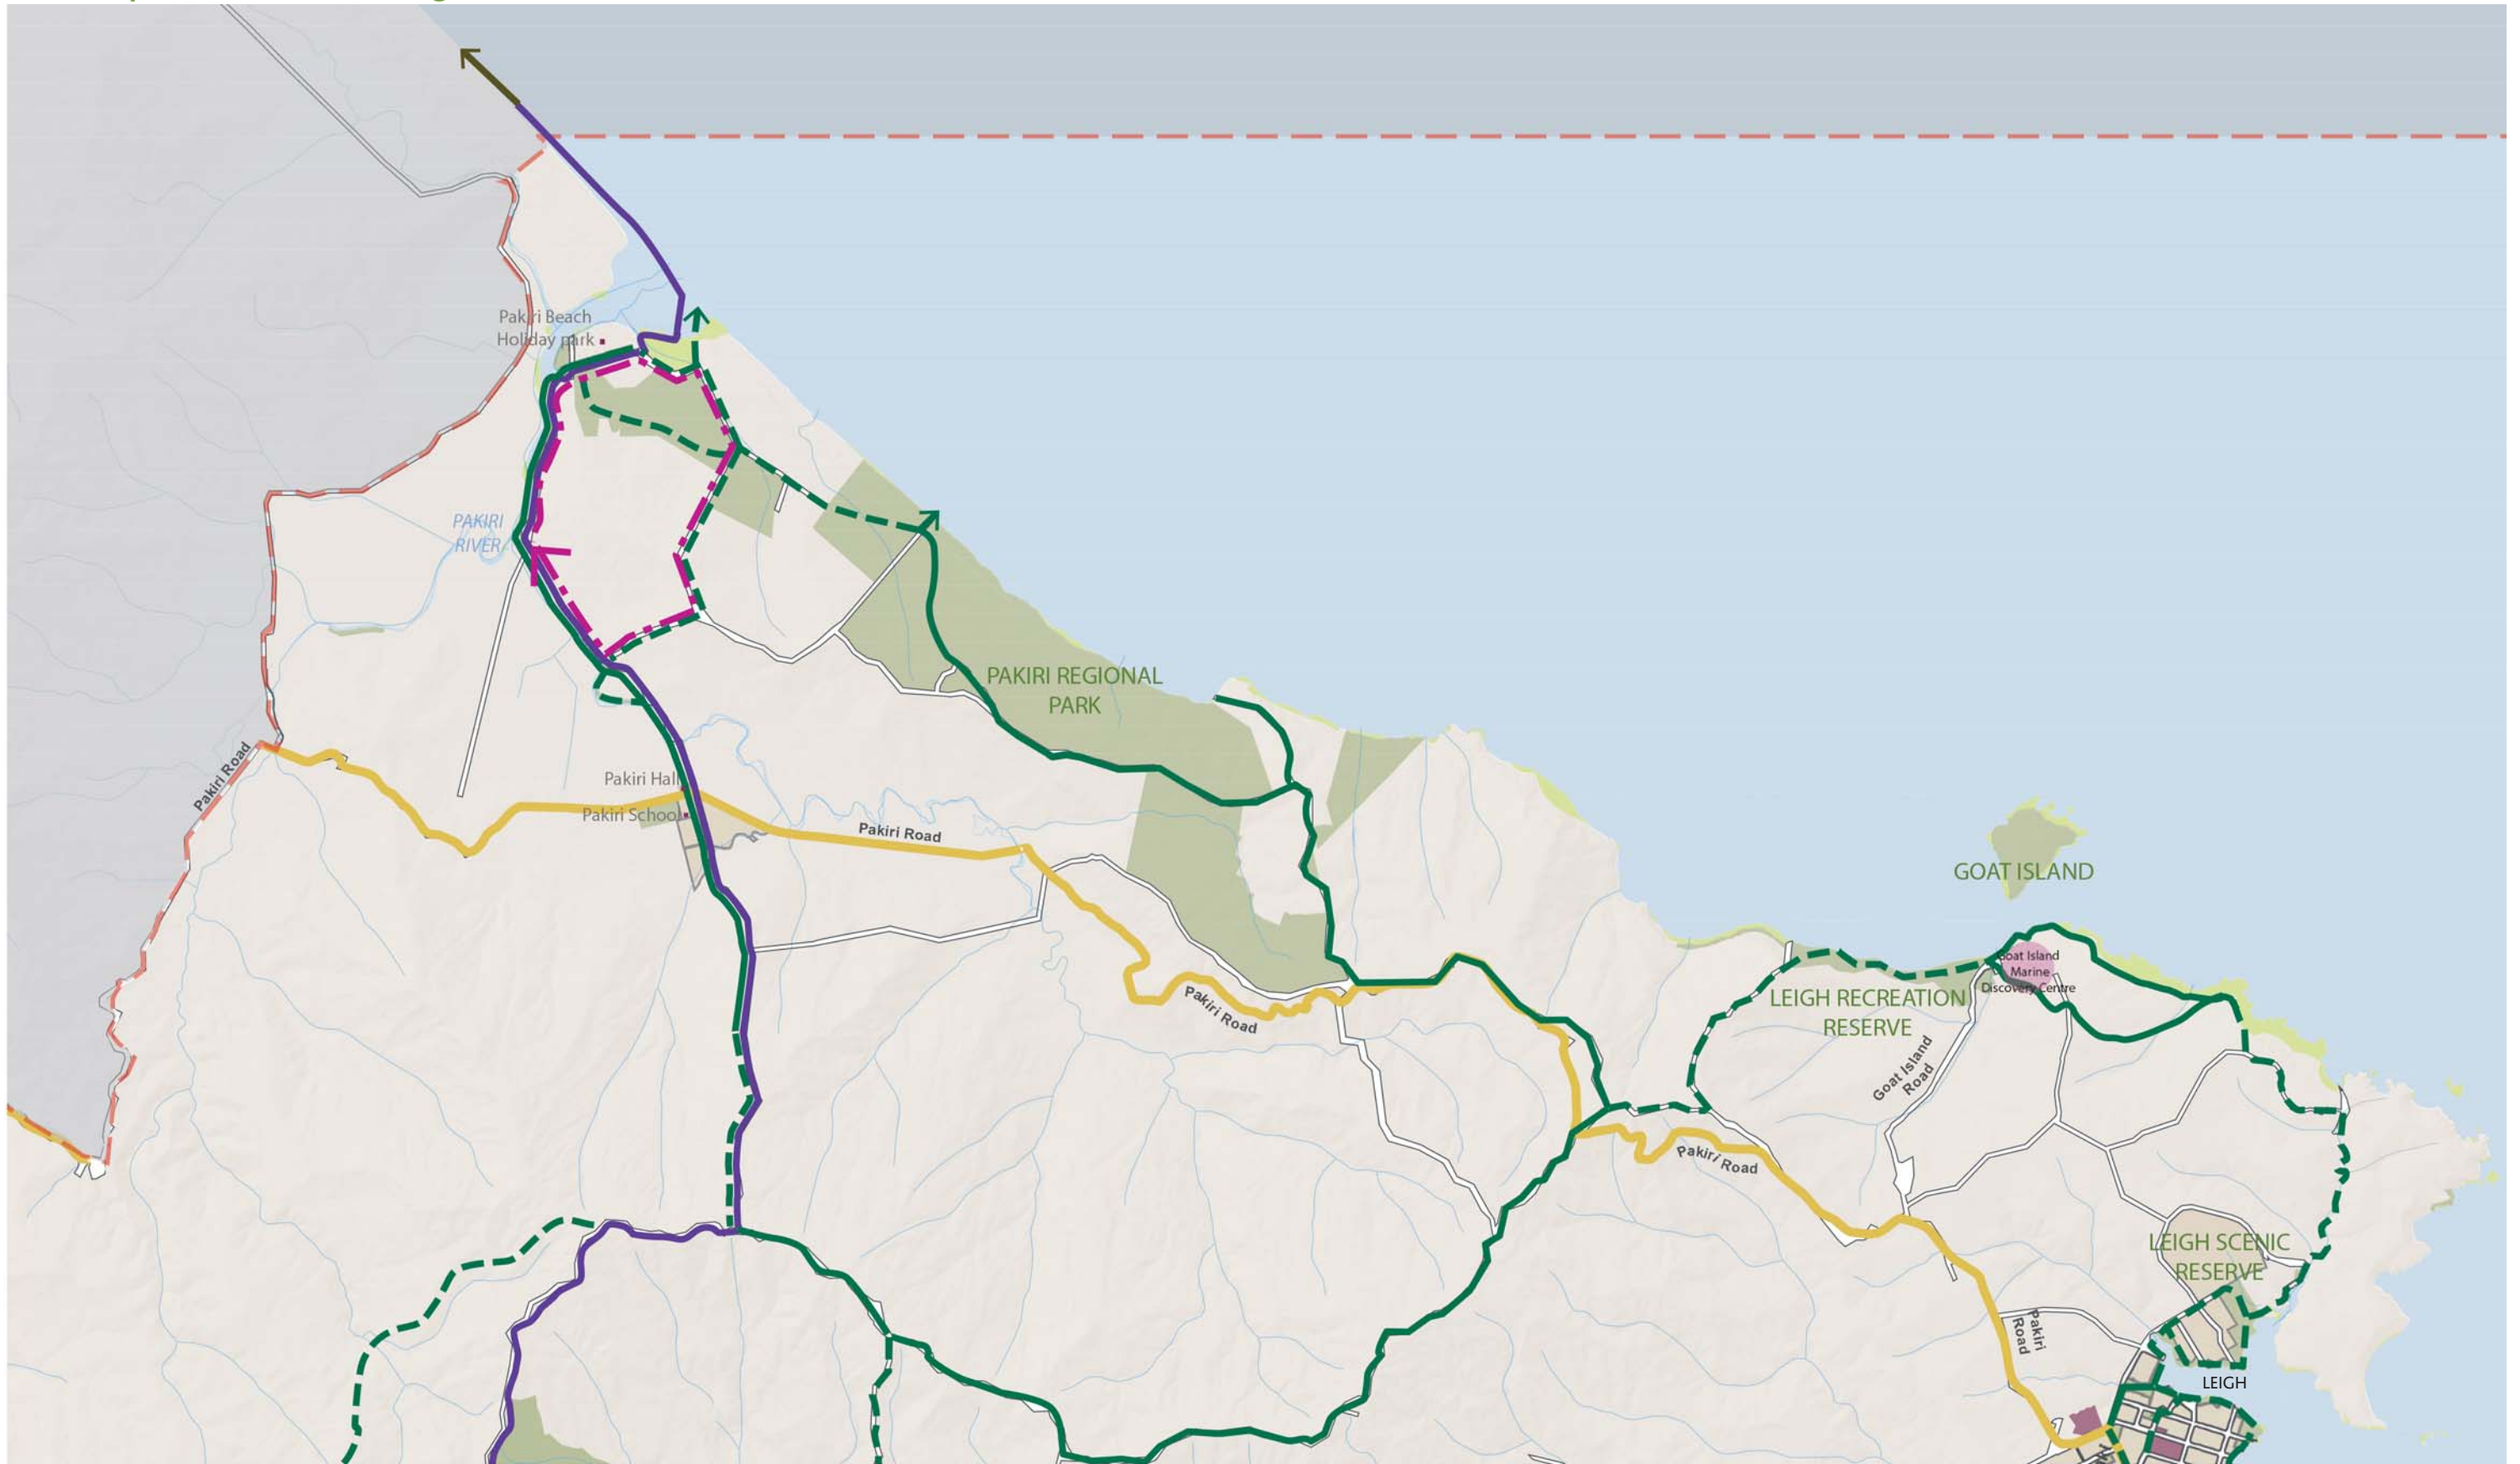 Pakiri Beach
Holiday park
PAKIRI
RIVER
PAKIRI REGIONAL
PARK
Pakiri Road
Pakiri Hall
Pakiri School
Pakiri Road
GOAT ISLAND
Goat Island
Marine
Discovery Centre
Pakiri Road
LEIGH RECREATION
RESERVE
Goat Island
Road
Pakiri Road
LEIGH SCENIC
RESERVE
Pakiri
Road
LEIGH